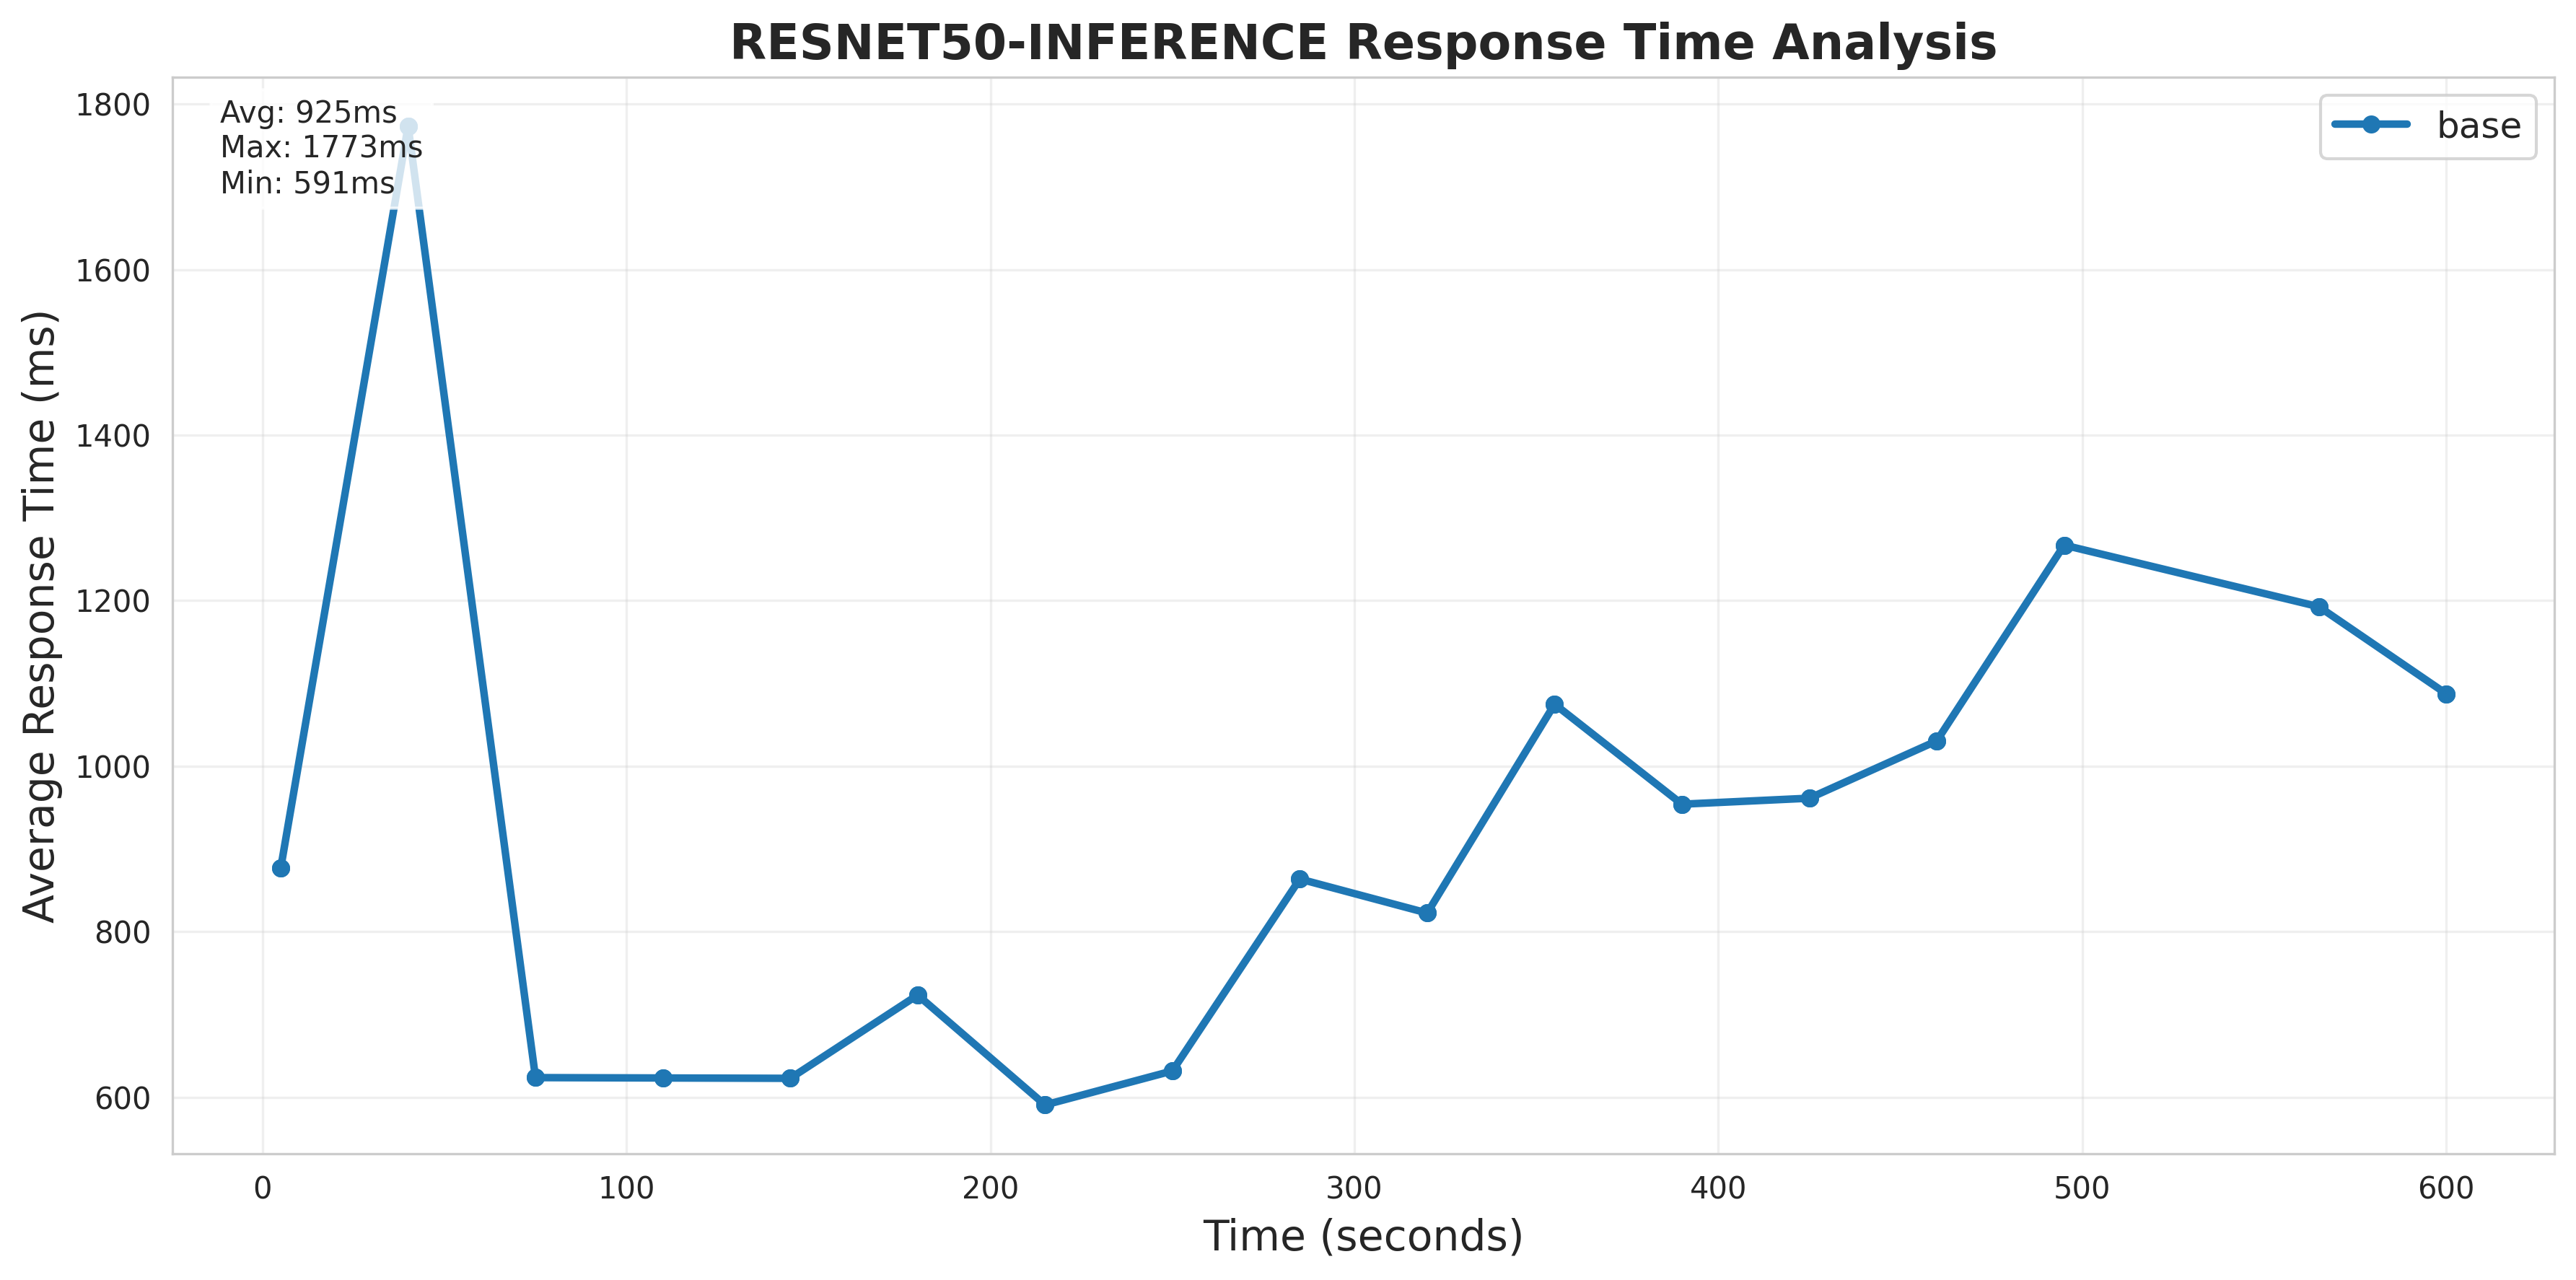 RESNET50-INFERENCE Response Time Analysis
Avg: 925ms
Max: 1773ms
Min: 591ms
base
Average Response Time (ms)
1800
1600
1400
1200
1000
800
600
0 100 200 300 400 500 600
Time (seconds)